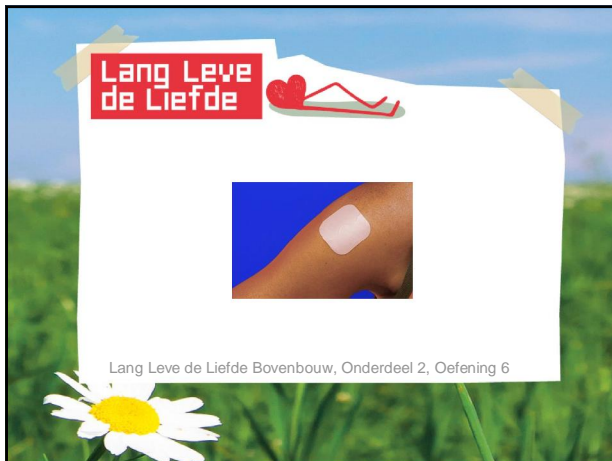 Lang Leve
de Liefde
Lang Leve de Liefde Bovenbouw, Onderdeel 2, Oefening 6